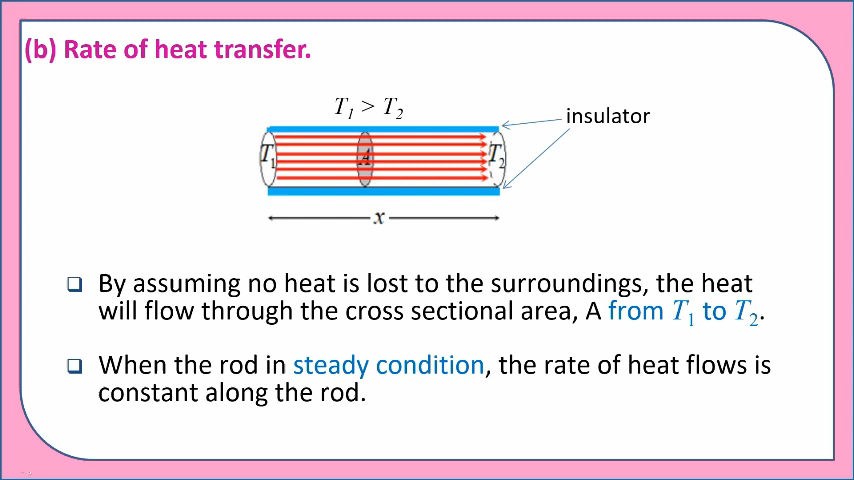 (b) Rate of heat transfer.
T₁ > T₂
insulator
T₁
A
T₂
x
By assuming no heat is lost to the surroundings, the heat
will flow through the cross sectional area, A from T₁ to T₂.
When the rod in steady condition, the rate of heat flows is
constant along the rod.